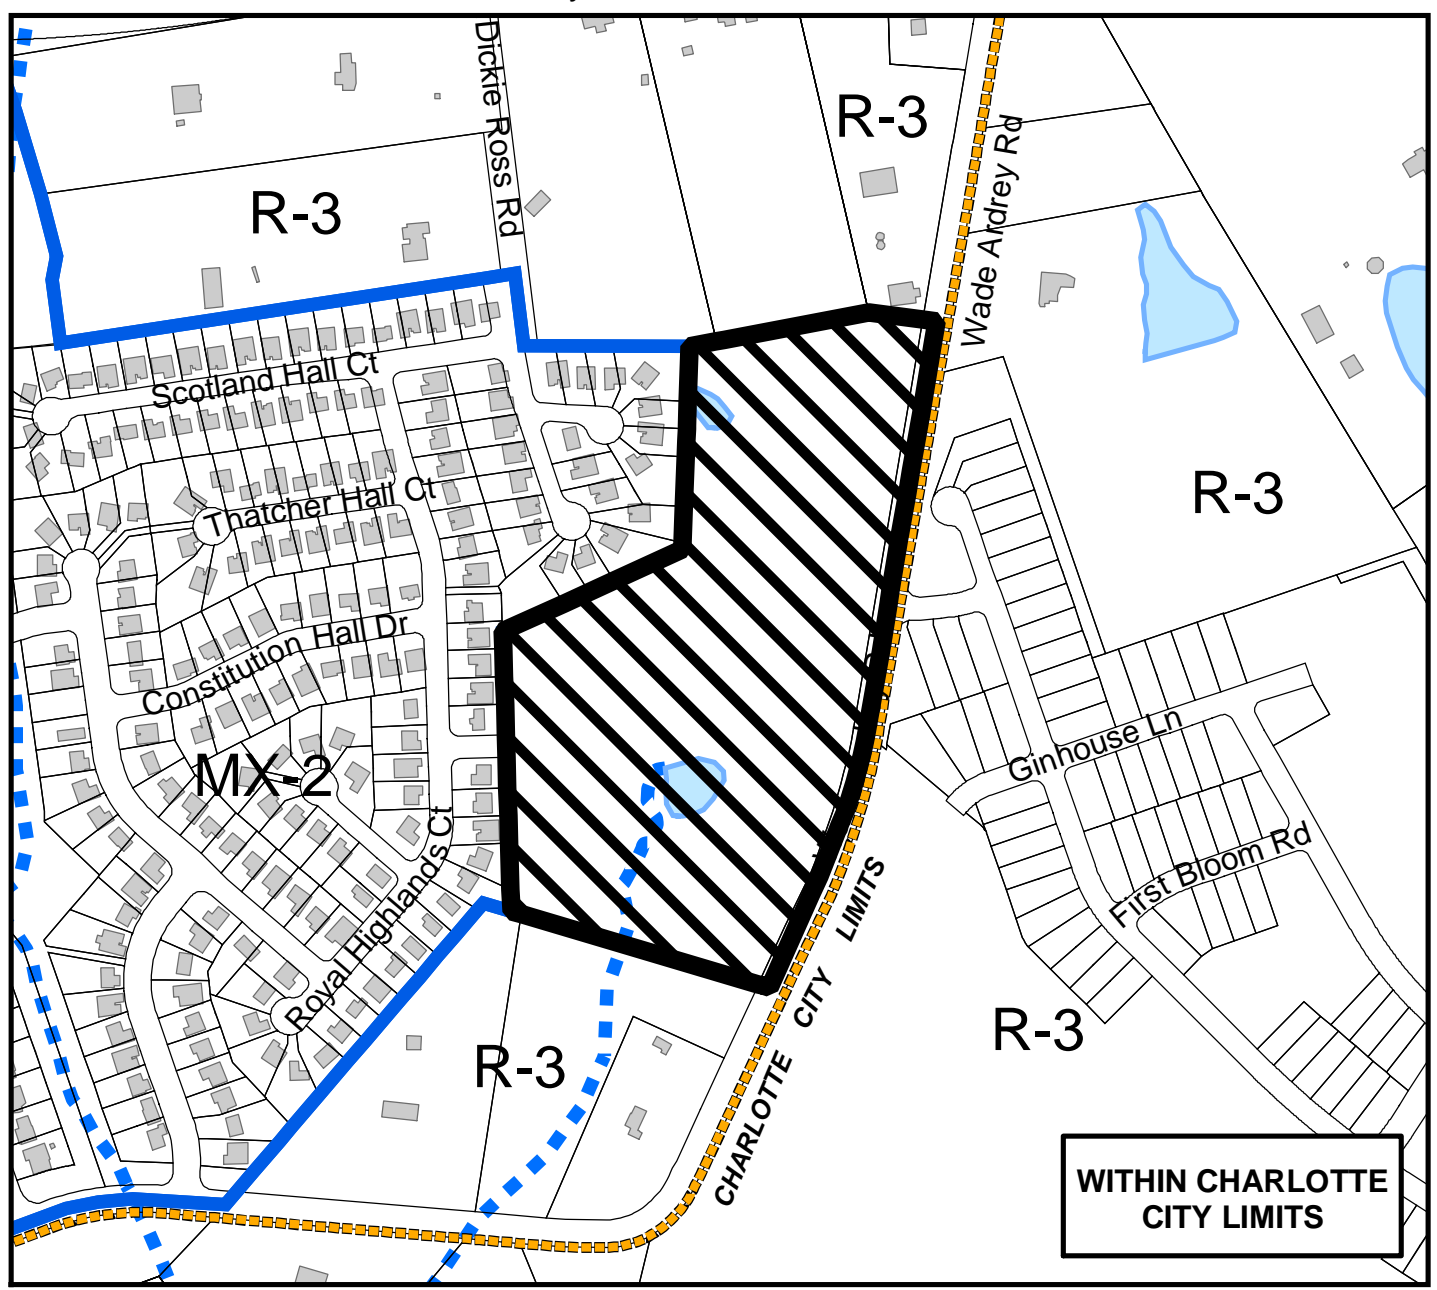 Dickie Ross Rd
R-3
R-3
Wade Ardrey Rd
Scotland Hall Ct
Thatcher Hall Ct
R-3
Constitution Hall Dr
MX-2
Ginhouse Ln
Royal Highlands Ct
First Bloom Rd
CHARLOTTE CITY LIMITS
R-3
R-3
WITHIN CHARLOTTE
CITY LIMITS